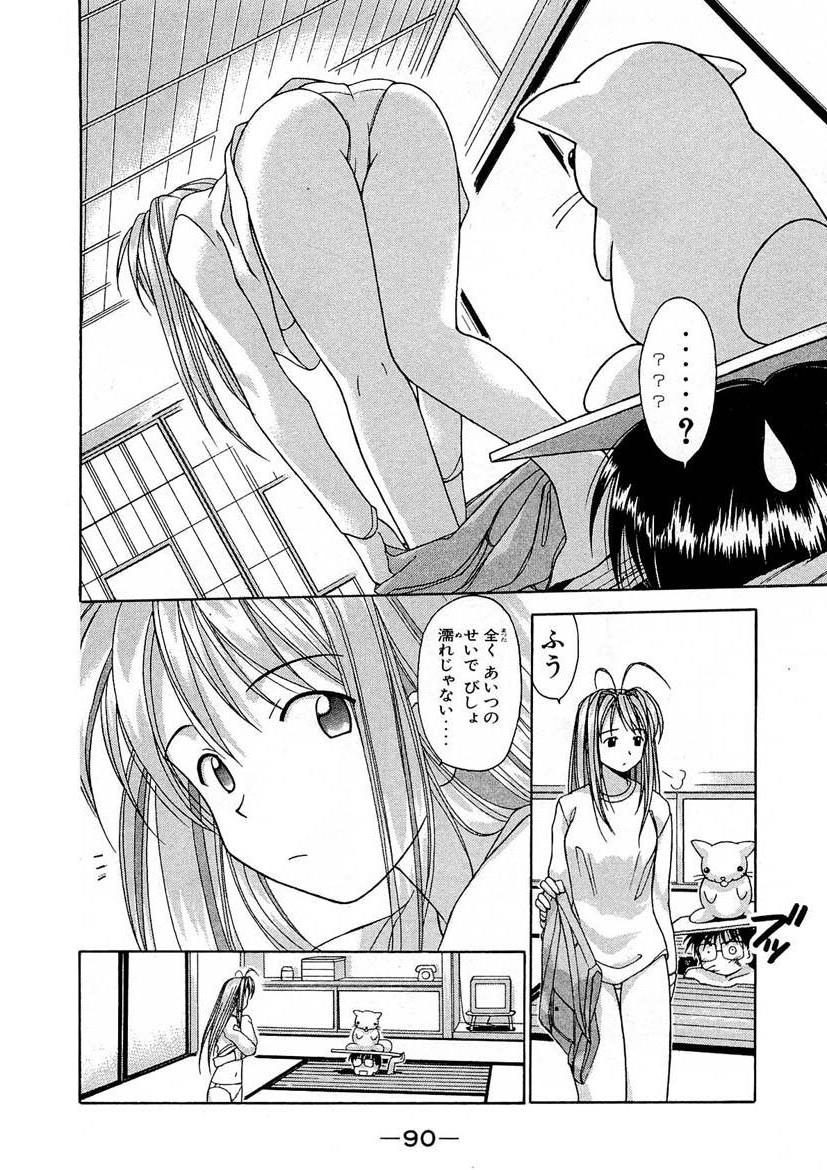 ・・・・・・?
???
ふう
ブッ
全く あいつの
せいで びしょ
濡れじゃない‥‥
—90—